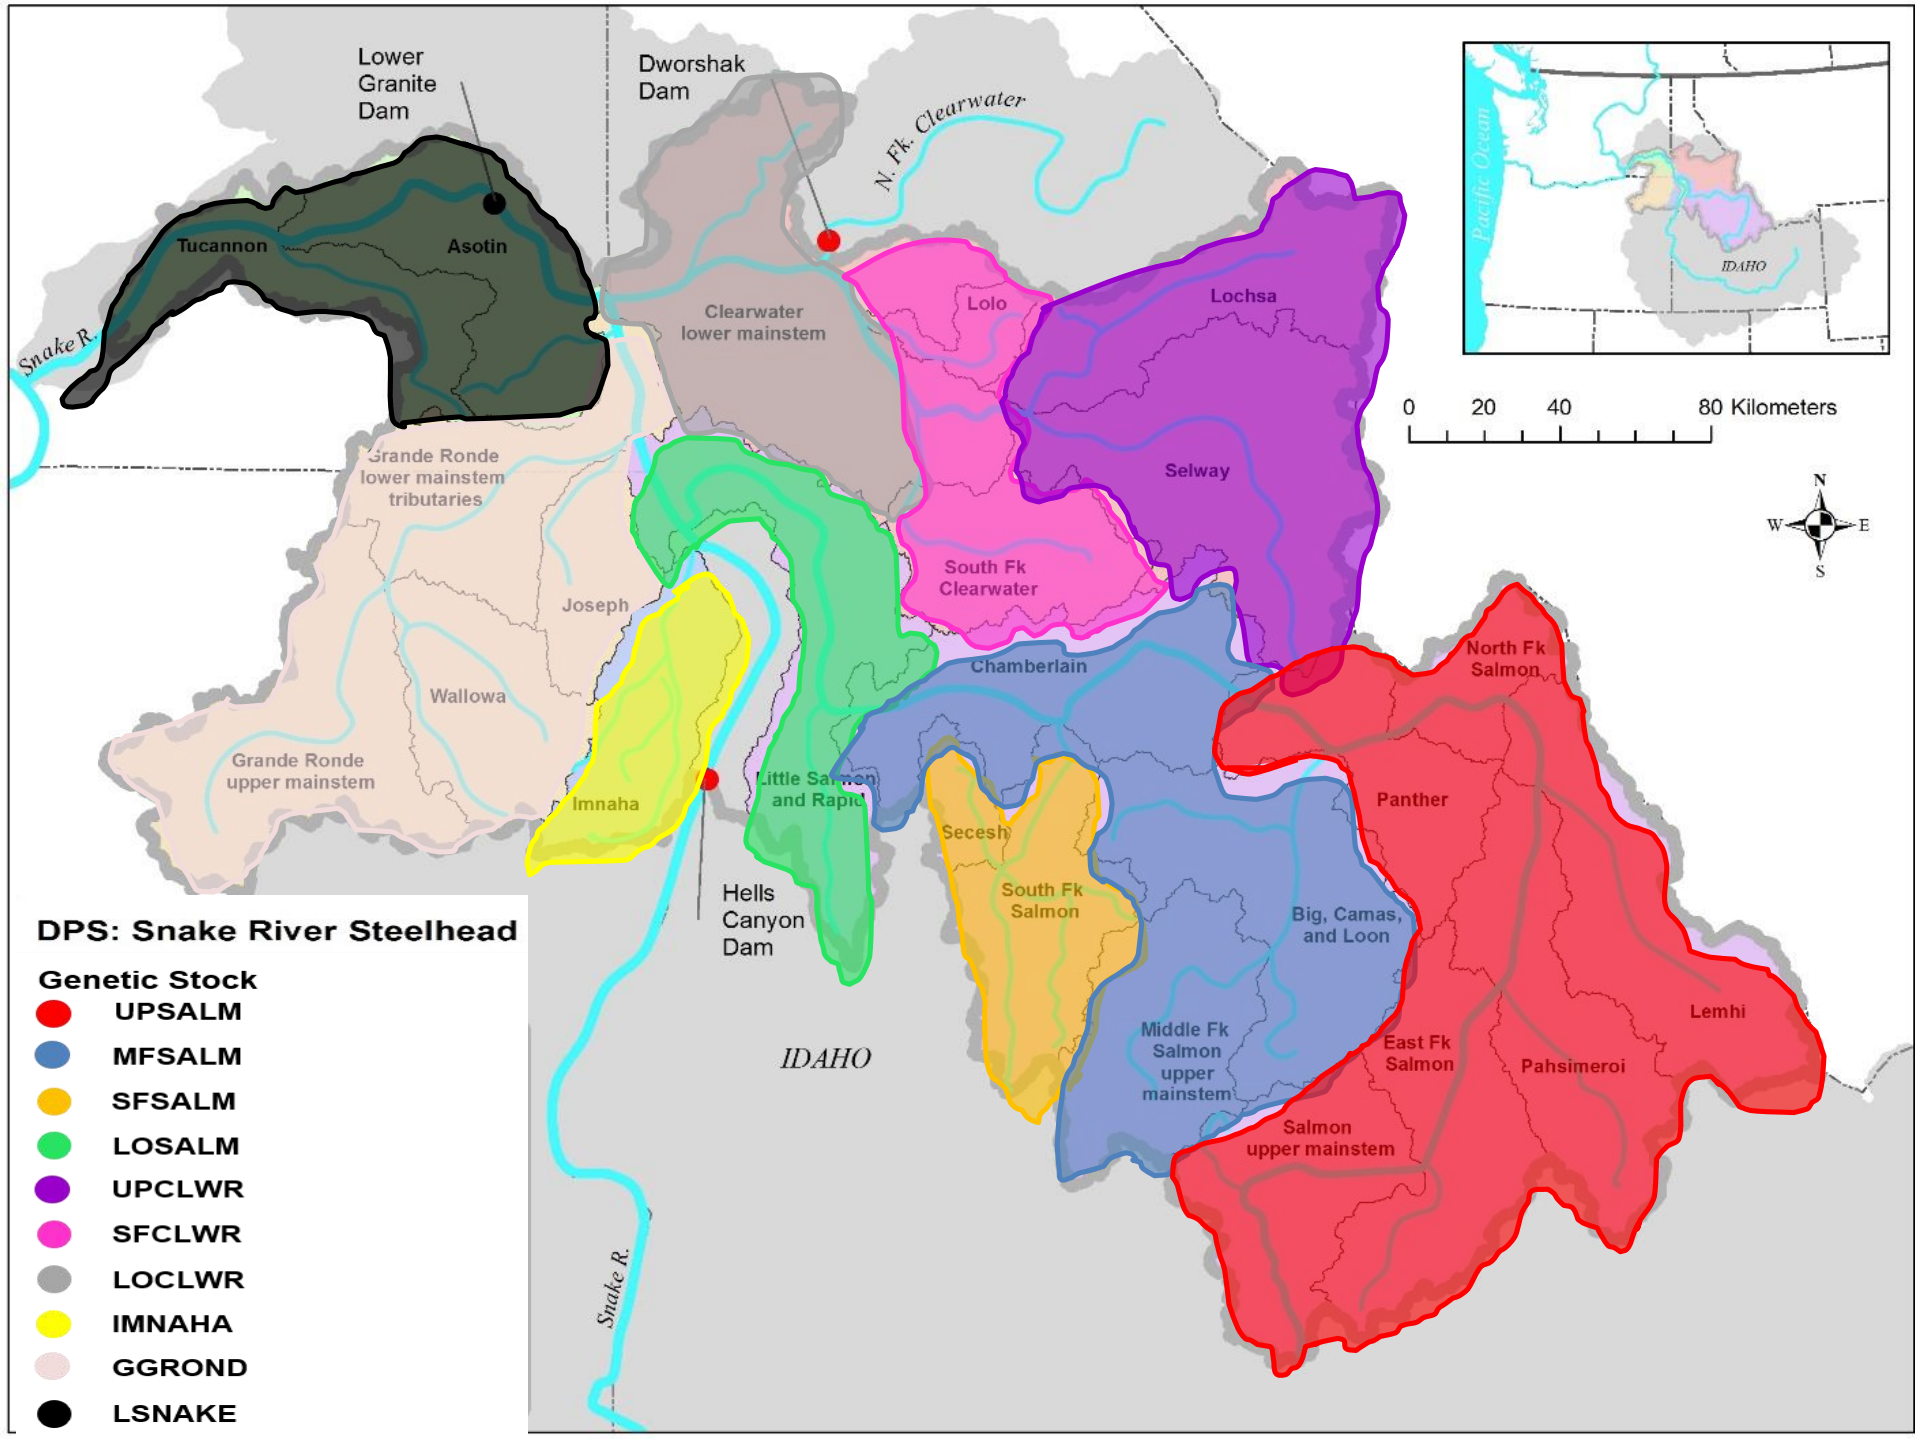 Lower
Granite
Dam
Dworshak
Dam
N. Fk. Clearwater
Pacific Ocean
IDAHO
Tucannon
Asotin
Snake R.
Clearwater
lower mainstem
Lolo
Lochsa
0 20 40 80 Kilometers
Grande Ronde
lower mainstem
tributaries
Selway
N
W E
S
South Fk
Clearwater
Joseph
Chamberlain
North Fk
Salmon
Wallowa
Grande Ronde
upper mainstem
Imnaha
Little Salmon
and Rapid
Panther
Secesh
South Fk
Salmon
Big, Camas,
and Loon
Hells
Canyon
Dam
Middle Fk
Salmon
upper
mainstem
East Fk
Salmon
Pahsimeroi
Lemhi
IDAHO
Salmon
upper mainstem
Snake R.
DPS: Snake River Steelhead
Genetic Stock
UPSALM
MFSALM
SFSALM
LOSALM
UPCLWR
SFCLWR
LOCLWR
IMNAHA
GGROND
LSNAKE